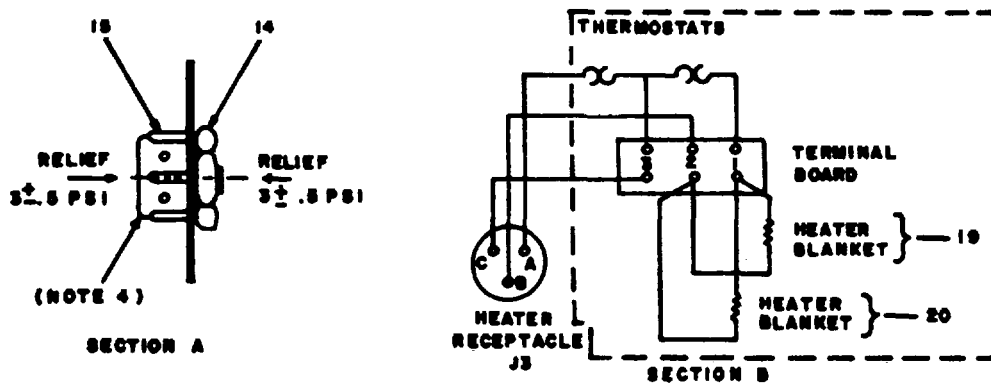 15
14
RELIEF
3 ± .5 PSI
RELIEF
3 ± .5 PSI
(NOTE 4)
SECTION A
THERMOSTATS
3 2 1
TERMINAL
BOARD
C A
B
HEATER
RECEPTACLE
J3
HEATER
BLANKET
19
HEATER
BLANKET
20
SECTION B